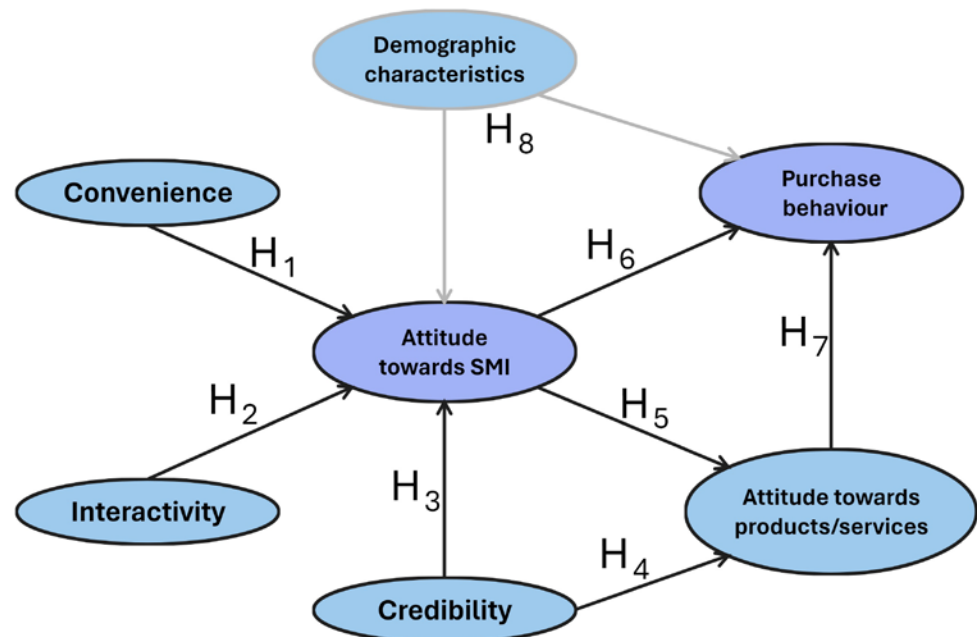 Demographic
characteristics
H8
Convenience
Purchase
behaviour
H1
H6
Attitude
towards SMI
H7
H2
H5
H3
Interactivity
Attitude towards
products/services
H4
Credibility